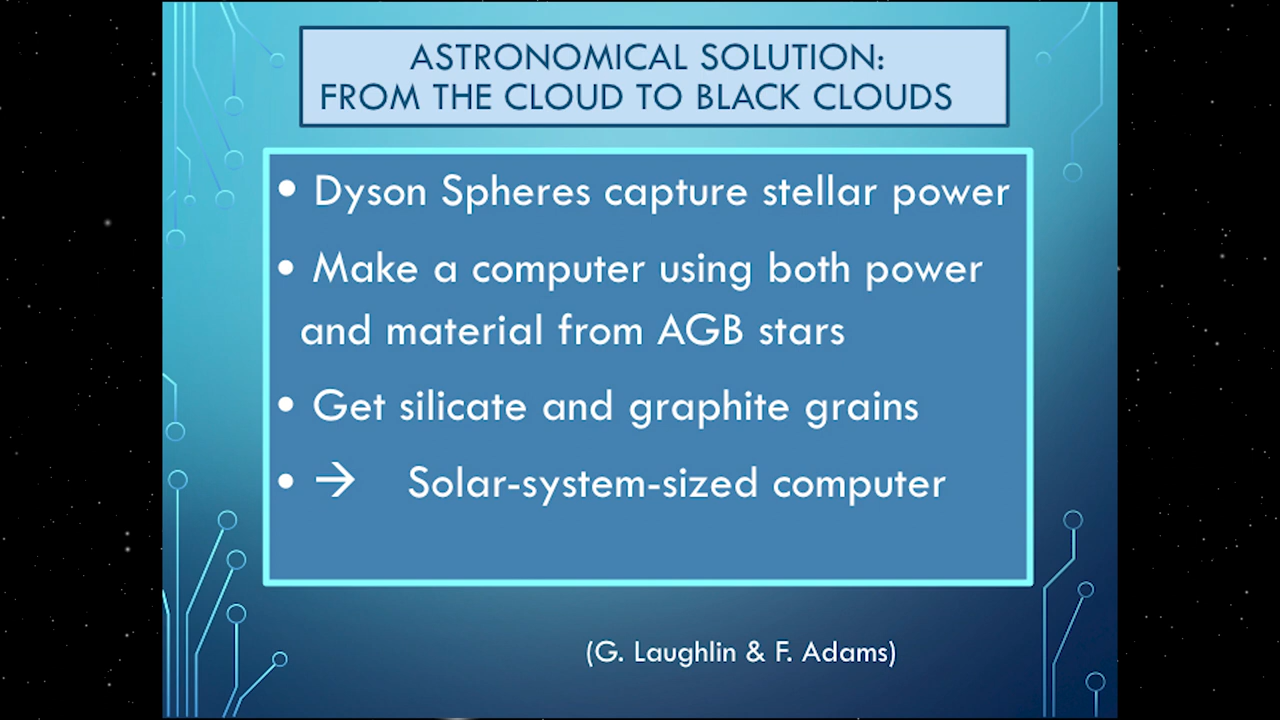 ASTRONOMICAL SOLUTION:
FROM THE CLOUD TO BLACK CLOUDS
• Dyson Spheres capture stellar power
• Make a computer using both power
and material from AGB stars
• Get silicate and graphite grains
• → Solar-system-sized computer
(G. Laughlin & F. Adams)